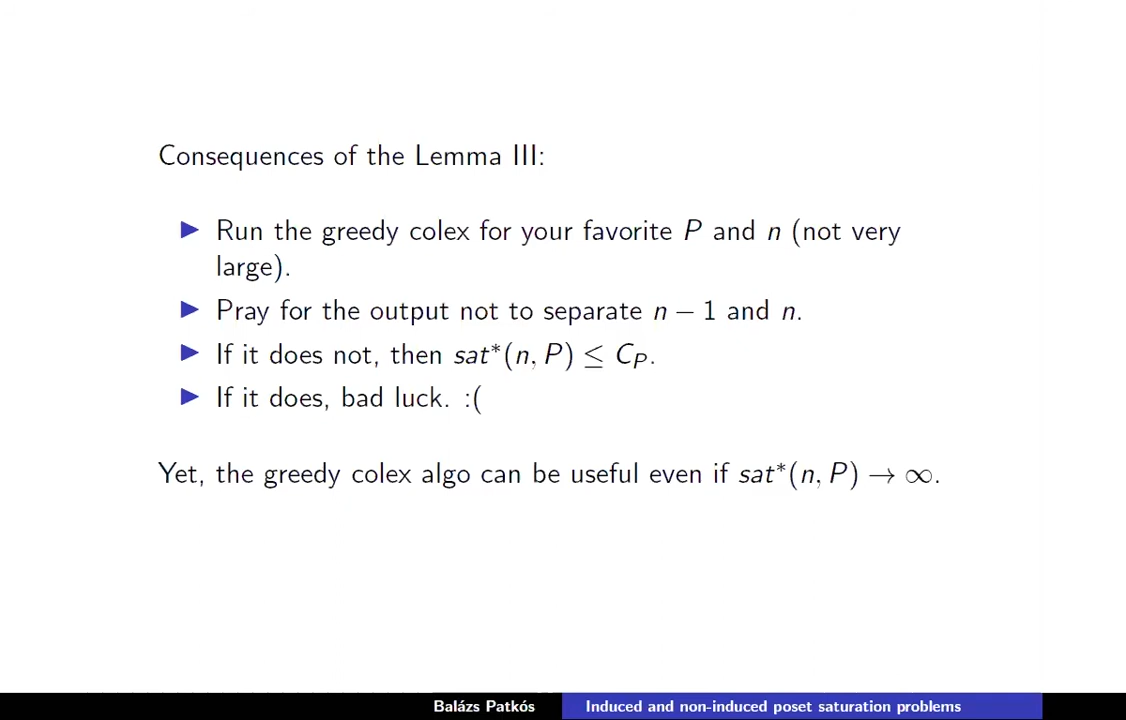 Consequences of the Lemma III:
▶ Run the greedy colex for your favorite P and n (not very
large).
▶ Pray for the output not to separate n − 1 and n.
▶ If it does not, then sat*(n, P) ≤ C_P.
▶ If it does, bad luck. :(
Yet, the greedy colex algo can be useful even if sat*(n, P) → ∞.
Balázs Patkós Induced and non-induced poset saturation problems